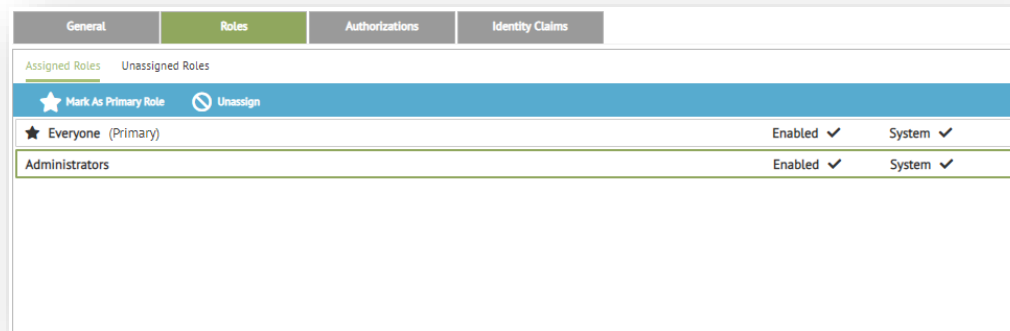 General Roles Authorizations Identity Claims
Assigned Roles Unassigned Roles
Mark As Primary Role Unassign
Everyone (Primary) Enabled System
Administrators Enabled System